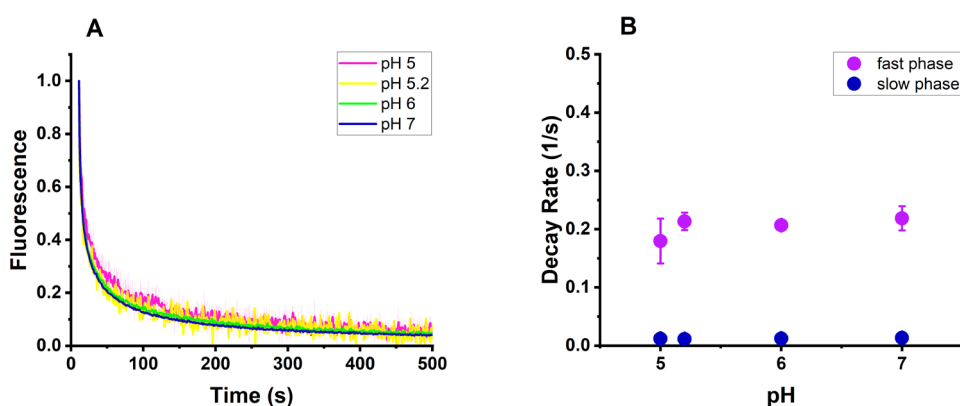 A
pH 5
pH 5.2
pH 6
pH 7
Fluorescence
1.0
0.8
0.6
0.4
0.2
0.0
0 100 200 300 400 500
Time (s)
B
fast phase
slow phase
Decay Rate (1/s)
0.5
0.4
0.3
0.2
0.1
0.0
5 6 7
pH